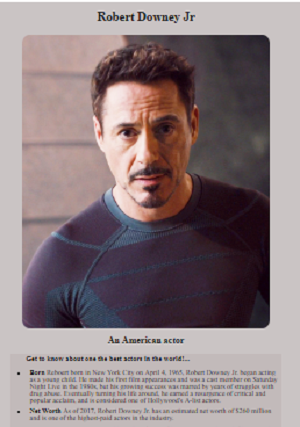 Robert Downey Jr
An American actor
Get to know about one the best actors in the world!...
Born Robert born in New York City on April 4, 1965, Robert Downey Jr. began acting
as a young child. He made his first film appearances and was a cast member on Saturday
Night Live in the 1980s, but his growing success was marred by years of struggles with
drug abuse. Eventually turning his life around, he earned a resurgence of critical and
popular acclaim, and is considered one of Hollywood's A-list actors.
Net Worth As of 2017, Robert Downey Jr. has an estimated net worth of $260 million
and is one of the highest-paid actors in the industry.